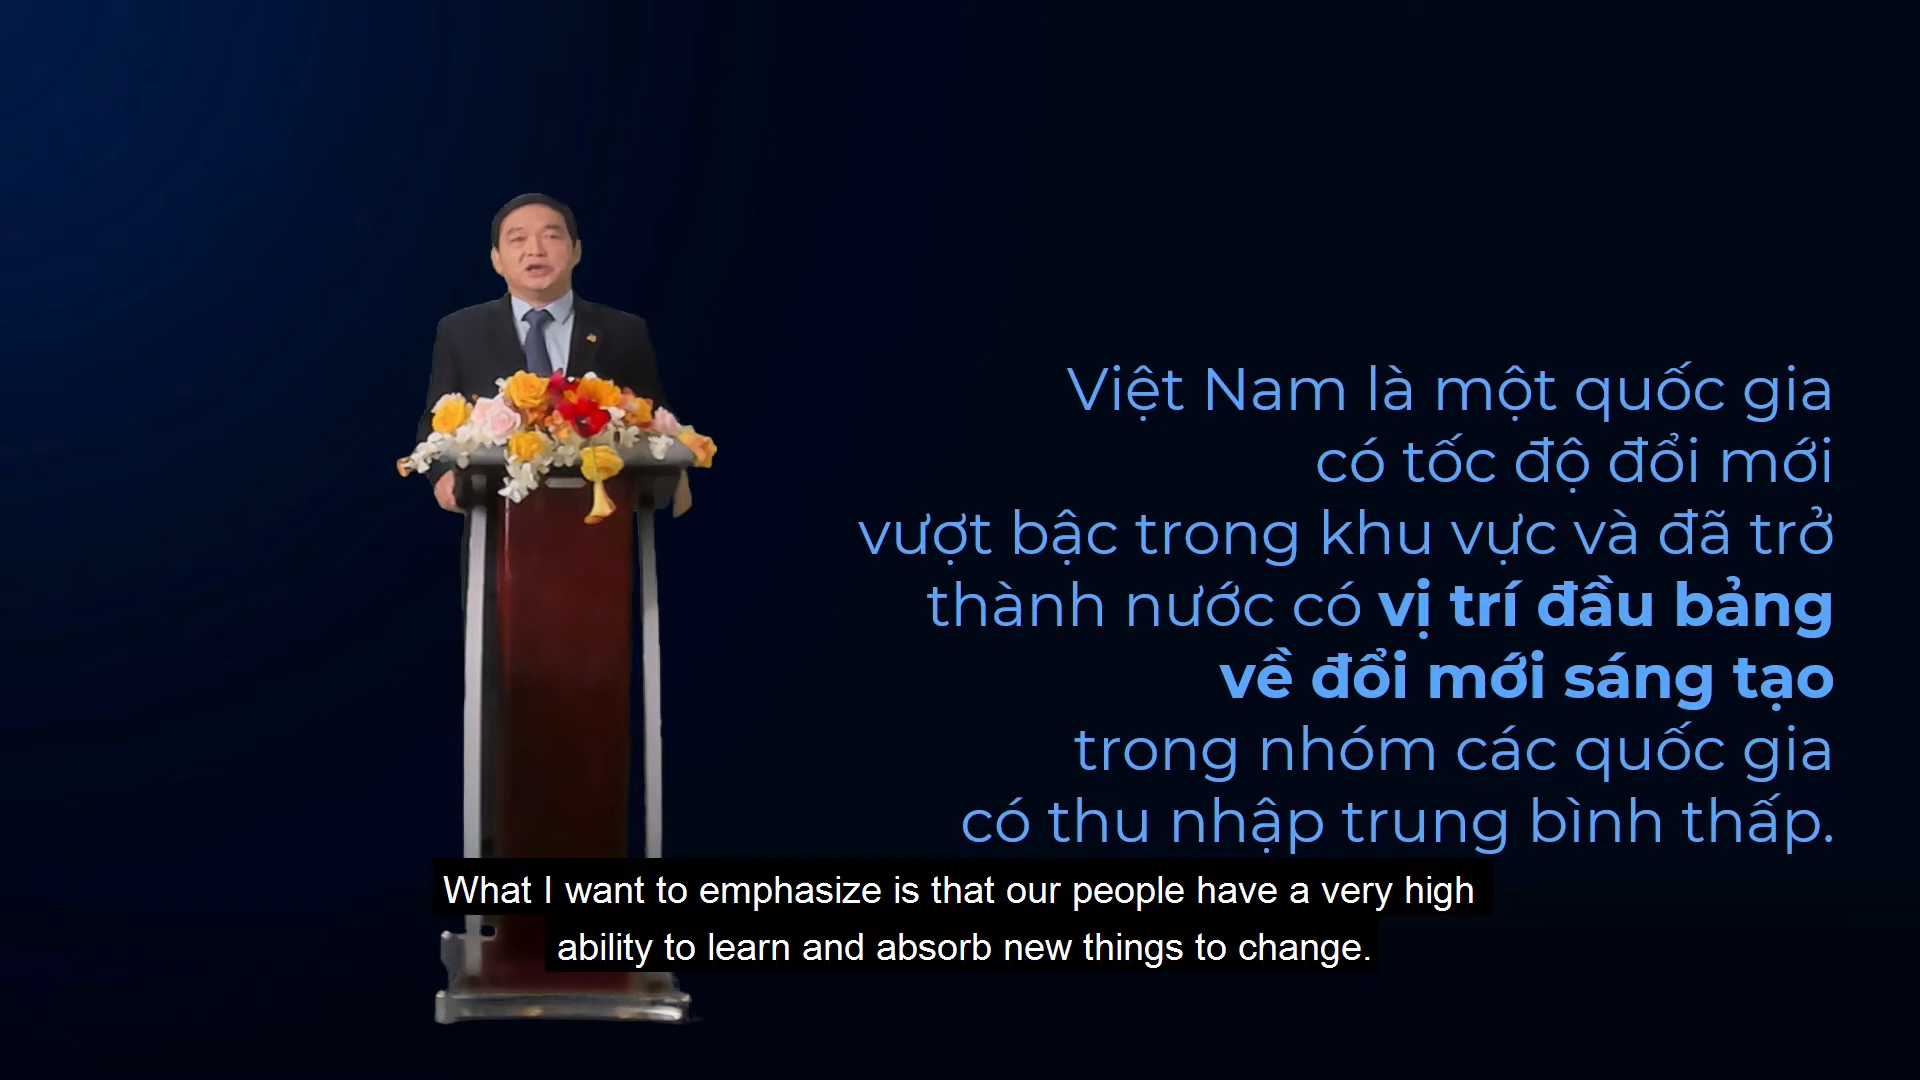 Việt Nam là một quốc gia
có tốc độ đổi mới
vượt bậc trong khu vực và đã trở
thành nước có vị trí đầu bảng
về đổi mới sáng tạo
trong nhóm các quốc gia
có thu nhập trung bình thấp.
What I want to emphasize is that our people have a very high
ability to learn and absorb new things to change.